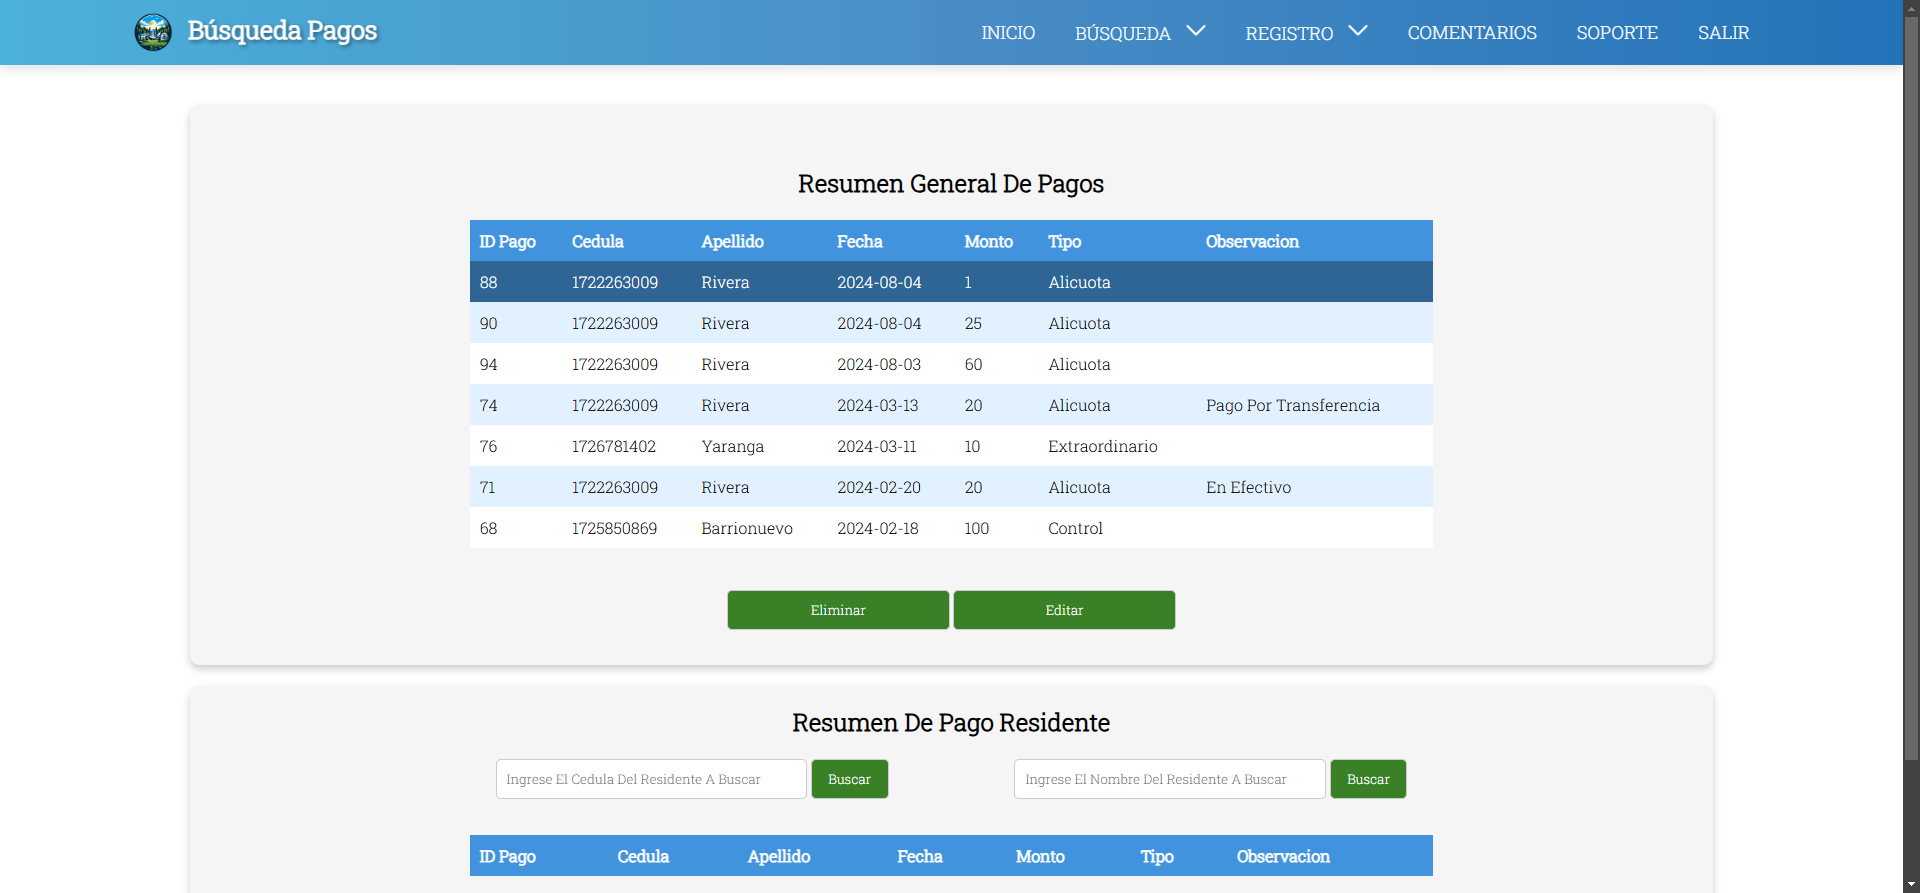 Búsqueda Pagos
INICIO BÚSQUEDA REGISTRO COMENTARIOS SOPORTE SALIR
Resumen General De Pagos
ID Pago Cedula Apellido Fecha Monto Tipo Observacion
88 1722263009 Rivera 2024-08-04 1 Alicuota
90 1722263009 Rivera 2024-08-04 25 Alicuota
94 1722263009 Rivera 2024-08-03 60 Alicuota
74 1722263009 Rivera 2024-03-13 20 Alicuota Pago Por Transferencia
76 1726781402 Yaranga 2024-03-11 10 Extraordinario
71 1722263009 Rivera 2024-02-20 20 Alicuota En Efectivo
68 1725850869 Barrionuevo 2024-02-18 100 Control
Eliminar Editar
Resumen De Pago Residente
Ingrese El Cedula Del Residente A Buscar Buscar Ingrese El Nombre Del Residente A Buscar Buscar
ID Pago Cedula Apellido Fecha Monto Tipo Observacion